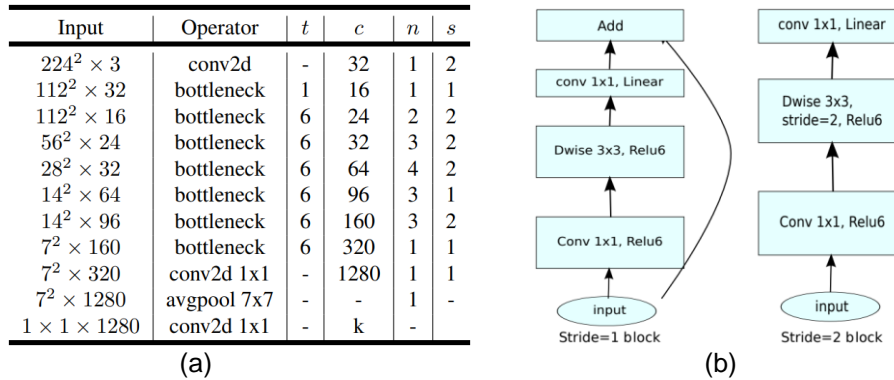 Input Operator t c n s
224² × 3 conv2d - 32 1 2
112² × 32 bottleneck 1 16 1 1
112² × 16 bottleneck 6 24 2 2
56² × 24 bottleneck 6 32 3 2
28² × 32 bottleneck 6 64 4 2
14² × 64 bottleneck 6 96 3 1
14² × 96 bottleneck 6 160 3 2
7² × 160 bottleneck 6 320 1 1
7² × 320 conv2d 1x1 - 1280 1 1
7² × 1280 avgpool 7x7 - - 1 -
1 × 1 × 1280 conv2d 1x1 - k -
(a)
Add
conv 1x1, Linear
Dwise 3x3, Relu6
Conv 1x1, Relu6
input
Stride=1 block
conv 1x1, Linear
Dwise 3x3,
stride=2, Relu6
Conv 1x1, Relu6
input
Stride=2 block
(b)